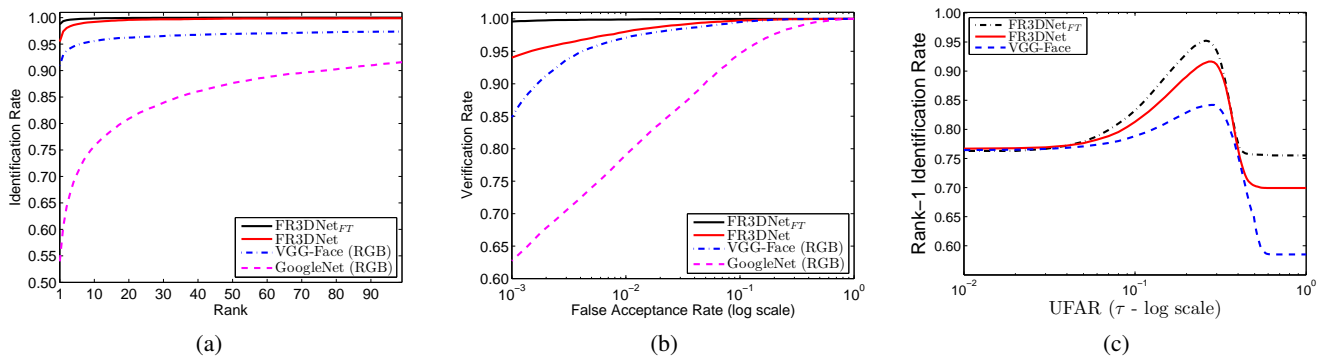 1.00
0.95
0.90
0.85
0.80
0.75
0.70
0.65
0.60
0.55
0.50
Identification Rate
1 10 20 30 40 50 60 70 80 90
Rank
FR3DNet_FT
FR3DNet
VGG-Face (RGB)
GoogleNet (RGB)
(a)
1.00
0.95
0.90
0.85
0.80
0.75
0.70
0.65
0.60
Verification Rate
10^-3 10^-2 10^-1 10^0
False Acceptance Rate (log scale)
FR3DNet_FT
FR3DNet
VGG-Face (RGB)
GoogleNet (RGB)
(b)
1.00
0.95
0.90
0.85
0.80
0.75
0.70
0.65
0.60
Rank-1 Identification Rate
10^-2 10^-1 10^0
UFAR (τ - log scale)
FR3DNet_FT
FR3DNet
VGG-Face
(c)